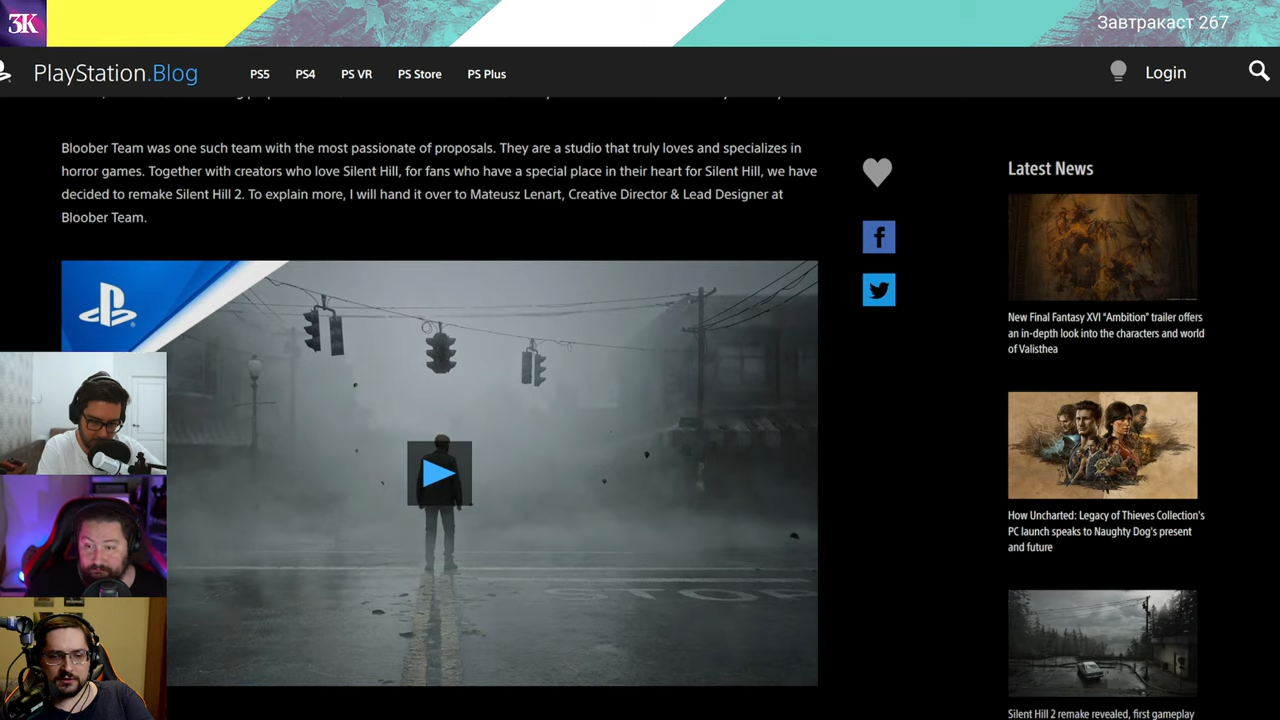 3K
Завтракаст 267
PlayStation.Blog
PS5
PS4
PS VR
PS Store
PS Plus
Login
Bloober Team was one such team with the most passionate of proposals. They are a studio that truly loves and specializes in
horror games. Together with creators who love Silent Hill, for fans who have a special place in their heart for Silent Hill, we have
decided to remake Silent Hill 2. To explain more, I will hand it over to Mateusz Lenart, Creative Director & Lead Designer at
Bloober Team.
STOP
Latest News
New Final Fantasy XVI “Ambition” trailer offers
an in-depth look into the characters and world
of Valisthea
How Uncharted: Legacy of Thieves Collection's
PC launch speaks to Naughty Dog's present
and future
Silent Hill 2 remake revealed, first gameplay